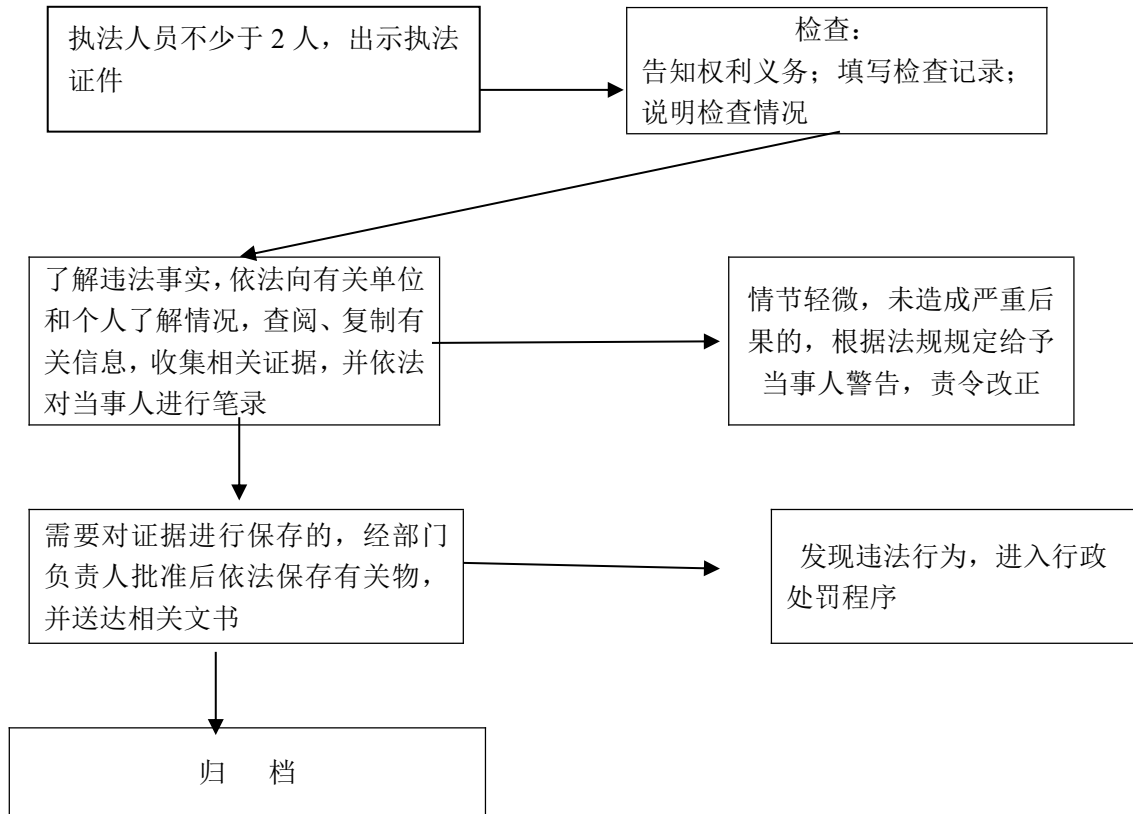 执法人员不少于 2 人，出示执法
证件
检查：
告知权利义务；填写检查记录；
说明检查情况
了解违法事实，依法向有关单位
和个人了解情况，查阅、复制有
关信息，收集相关证据，并依法
对当事人进行笔录
情节轻微，未造成严重后
果的，根据法规规定给予
当事人警告，责令改正
需要对证据进行保存的，经部门
负责人批准后依法保存有关物，
并送达相关文书
发现违法行为，进入行政
处罚程序
归 档